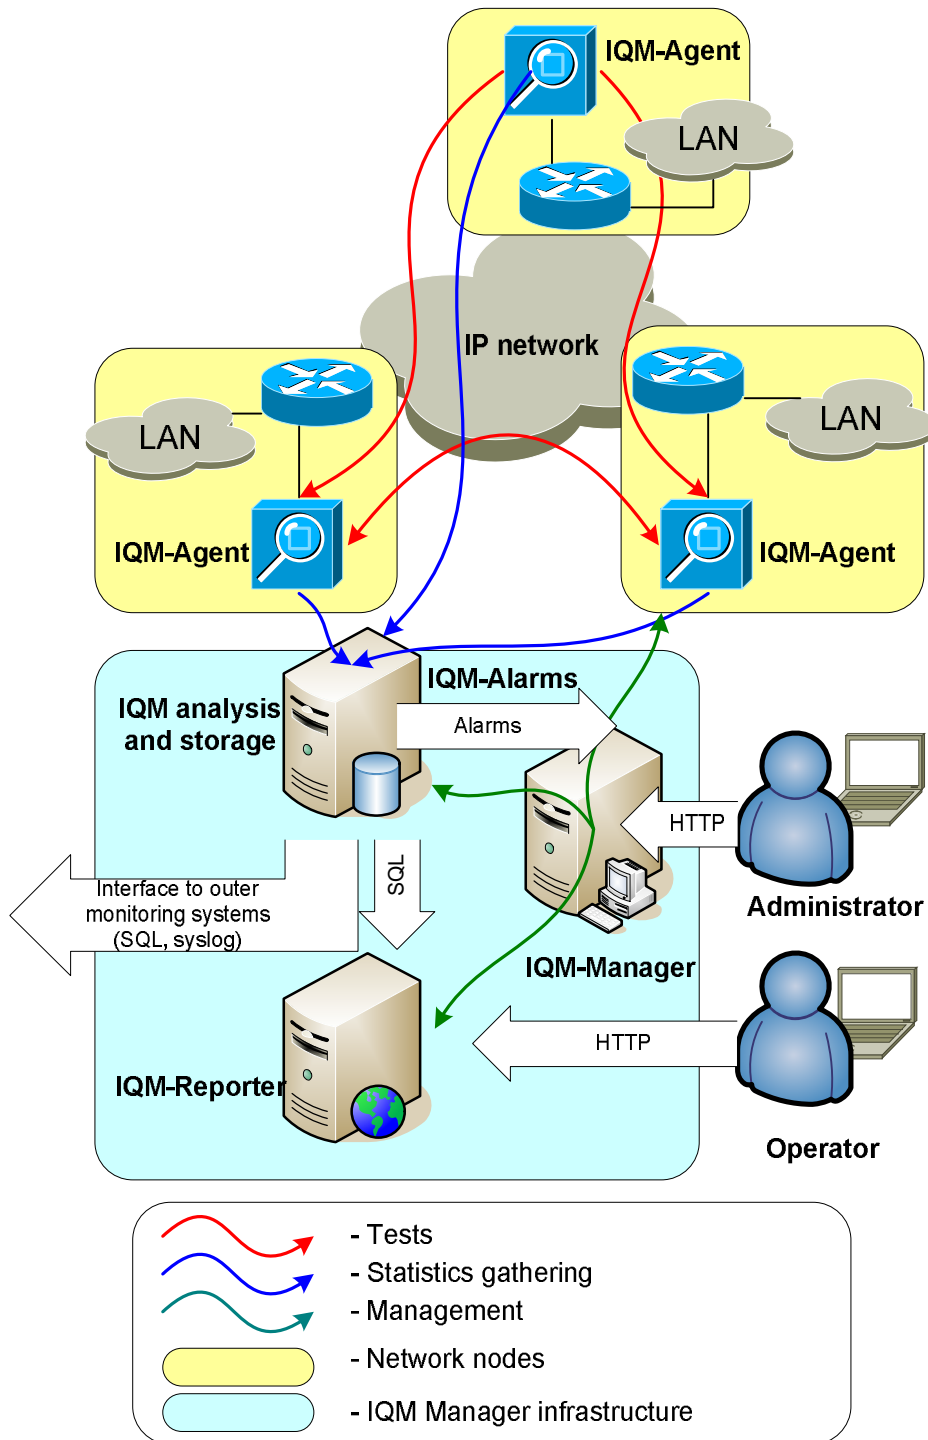 IQM-Agent
LAN
IP network
LAN
LAN
IQM-Agent
IQM-Agent
IQM analysis
and storage
IQM-Alarms
Alarms
HTTP
SQL
Interface to outer
monitoring systems
(SQL, syslog)
Administrator
IQM-Manager
HTTP
IQM-Reporter
Operator
- Tests
- Statistics gathering
- Management
- Network nodes
- IQM Manager infrastructure